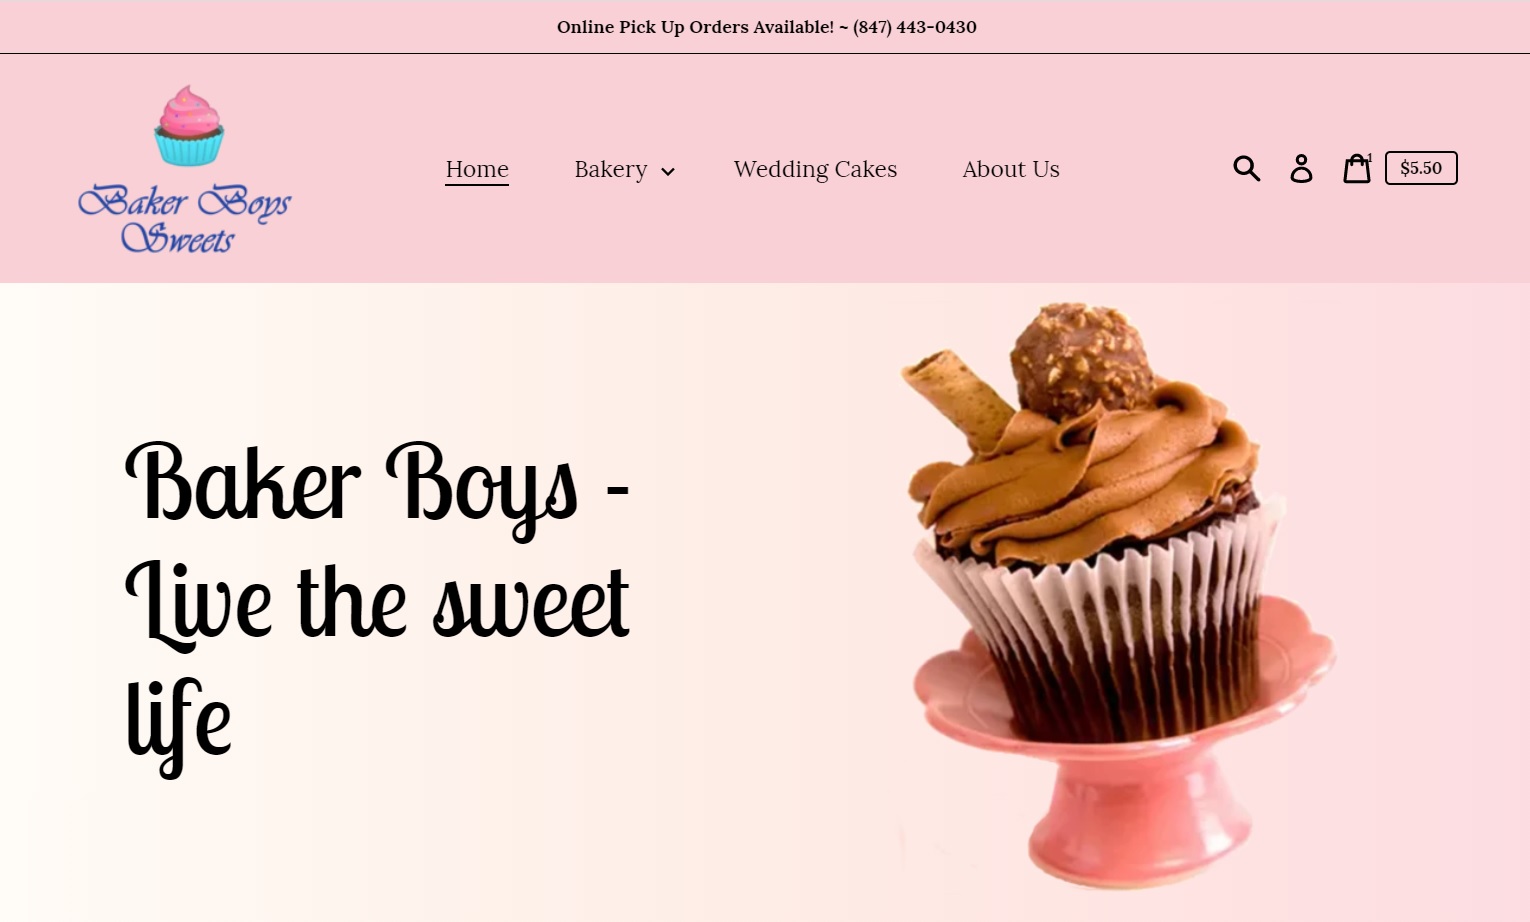 Online Pick Up Orders Available! ~ (847) 443-0430
Baker Boys
Sweets
Home
Bakery
Wedding Cakes
About Us
1
$5.50
Baker Boys -
Live the sweet
life